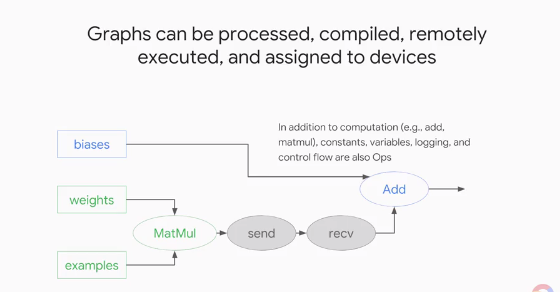 Graphs can be processed, compiled, remotely
executed, and assigned to devices
In addition to computation (e.g., add,
matmul), constants, variables, logging, and
control flow are also Ops
biases
Add
weights
MatMul
send
recv
examples